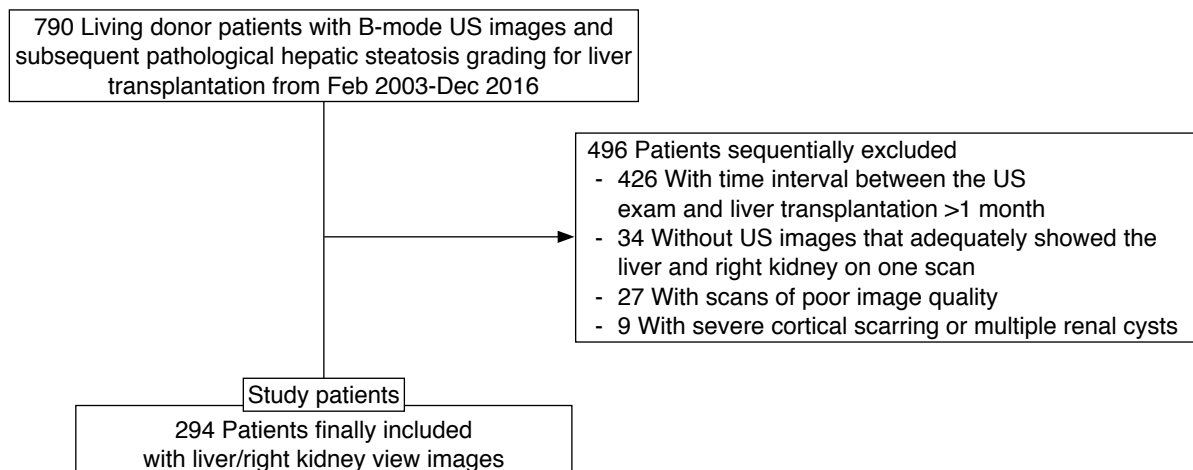 790 Living donor patients with B-mode US images and
subsequent pathological hepatic steatosis grading for liver
transplantation from Feb 2003-Dec 2016
496 Patients sequentially excluded
- 426 With time interval between the US
exam and liver transplantation >1 month
- 34 Without US images that adequately showed the
liver and right kidney on one scan
- 27 With scans of poor image quality
- 9 With severe cortical scarring or multiple renal cysts
Study patients
294 Patients finally included
with liver/right kidney view images